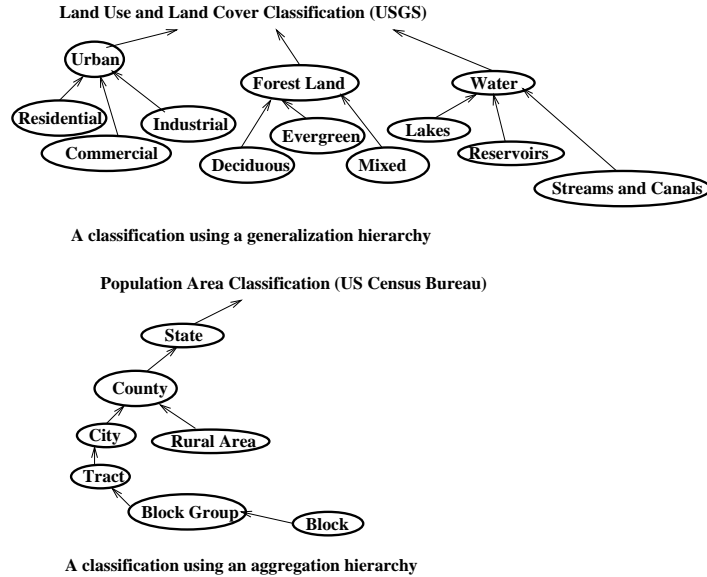 Land Use and Land Cover Classification (USGS)
Urban
Forest Land
Water
Residential
Industrial
Commercial
Evergreen
Deciduous
Mixed
Lakes
Reservoirs
Streams and Canals
A classification using a generalization hierarchy
Population Area Classification (US Census Bureau)
State
County
City
Rural Area
Tract
Block Group
Block
A classification using an aggregation hierarchy